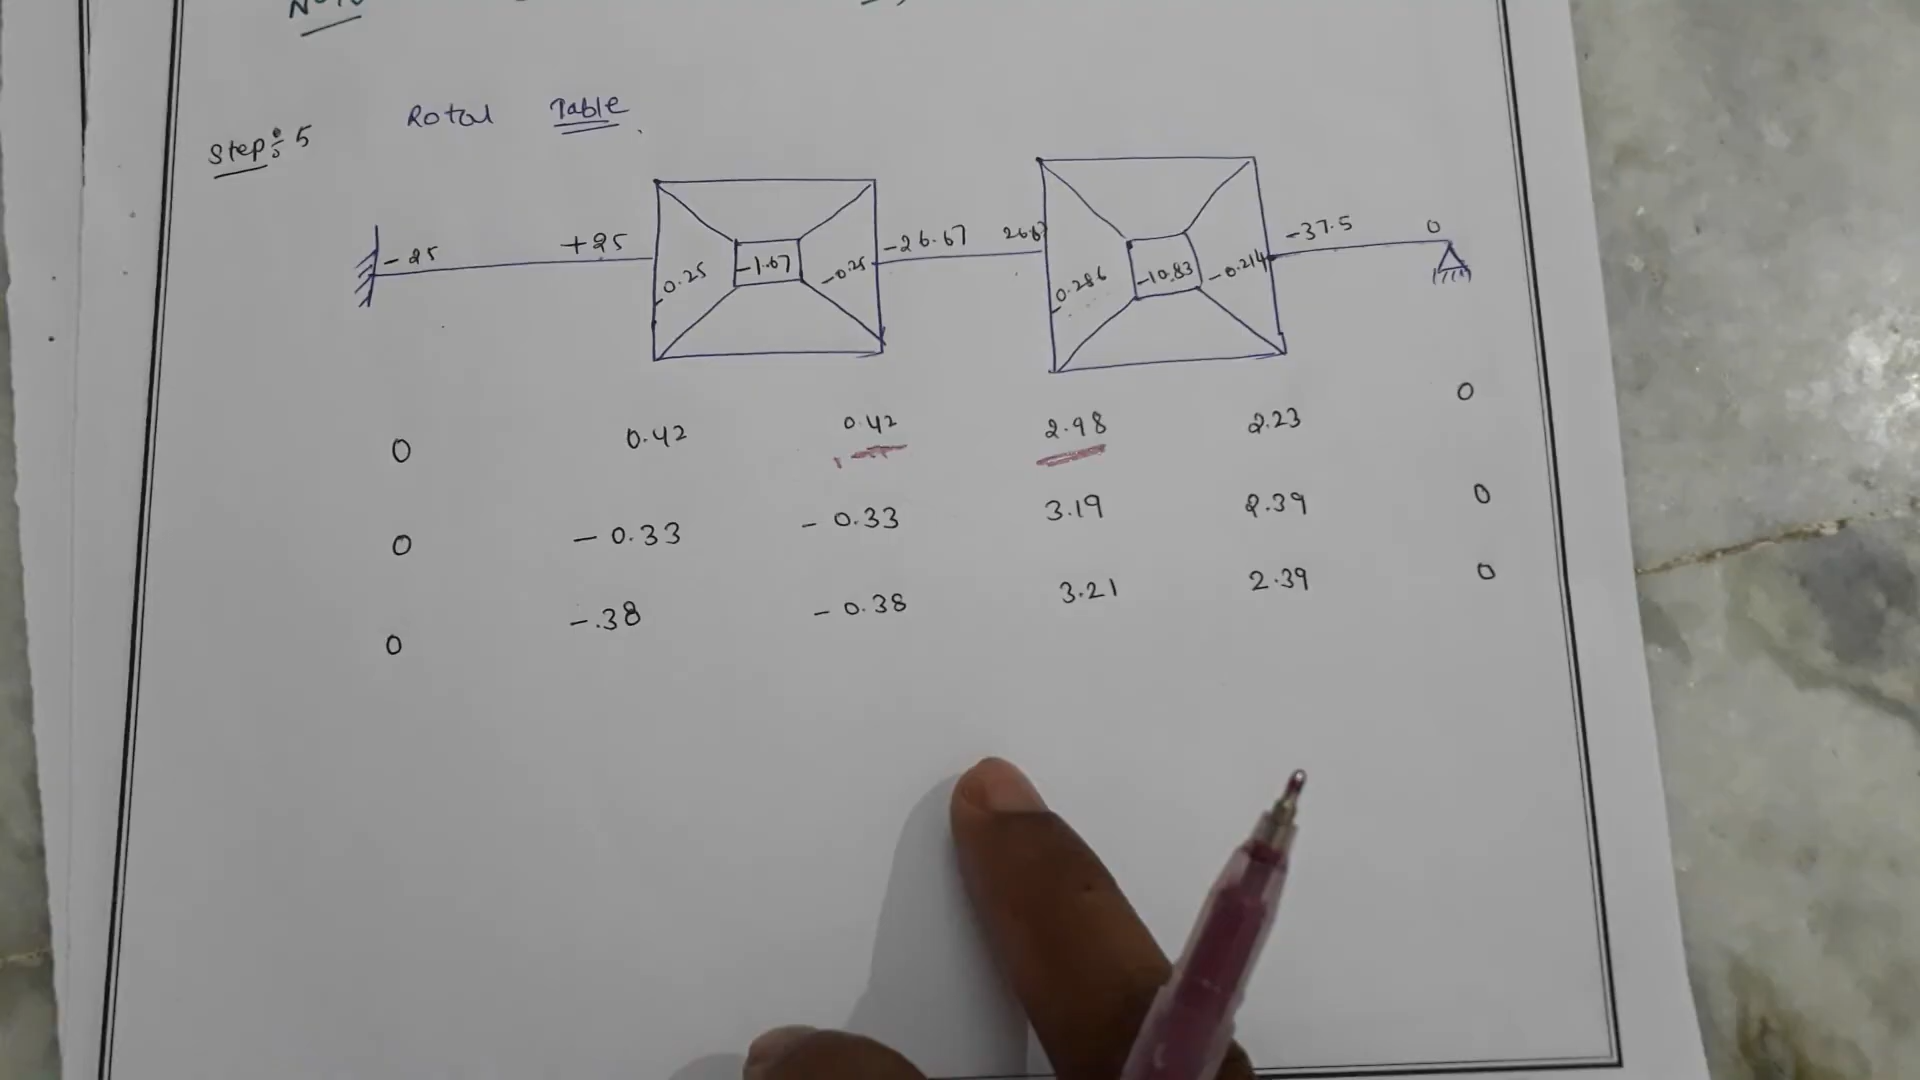 Step: 5 Rotal Table
-25 +25 -0.25 -1.67 -0.25 -26.67 26.67 -0.286 -10.83 -0.214 -37.5 0
0 0.42 0.42 2.98 2.23 0
0 -0.33 -0.33 3.19 2.39 0
0 -.38 -0.38 3.21 2.39 0